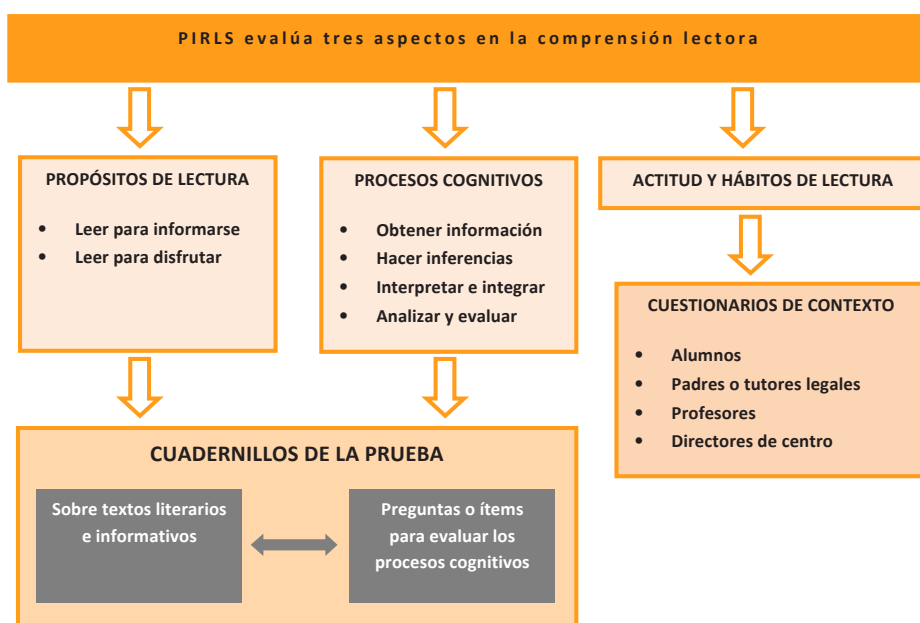 PIRLS evalúa tres aspectos en la comprensión lectora
PROPÓSITOS DE LECTURA
• Leer para informarse
• Leer para disfrutar
PROCESOS COGNITIVOS
• Obtener información
• Hacer inferencias
• Interpretar e integrar
• Analizar y evaluar
ACTITUD Y HÁBITOS DE LECTURA
CUESTIONARIOS DE CONTEXTO
• Alumnos
• Padres o tutores legales
• Profesores
• Directores de centro
CUADERNILLOS DE LA PRUEBA
Sobre textos literarios
e informativos
Preguntas o ítems
para evaluar los
procesos cognitivos